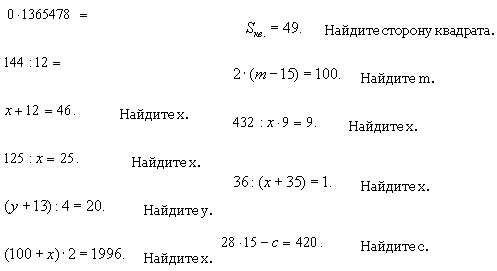 0·1365478 =
144 : 12 =
x+12 = 46. Найдите x.
125 : x = 25. Найдите x.
(y+13) : 4 = 20. Найдите y.
(100+x)·2 = 1996. Найдите x.
Sкв. = 49. Найдите сторону квадрата.
2·(m−15) = 100. Найдите m.
432 : x·9 = 9. Найдите x.
36 : (x+35) = 1. Найдите x.
28·15−c = 420. Найдите c.